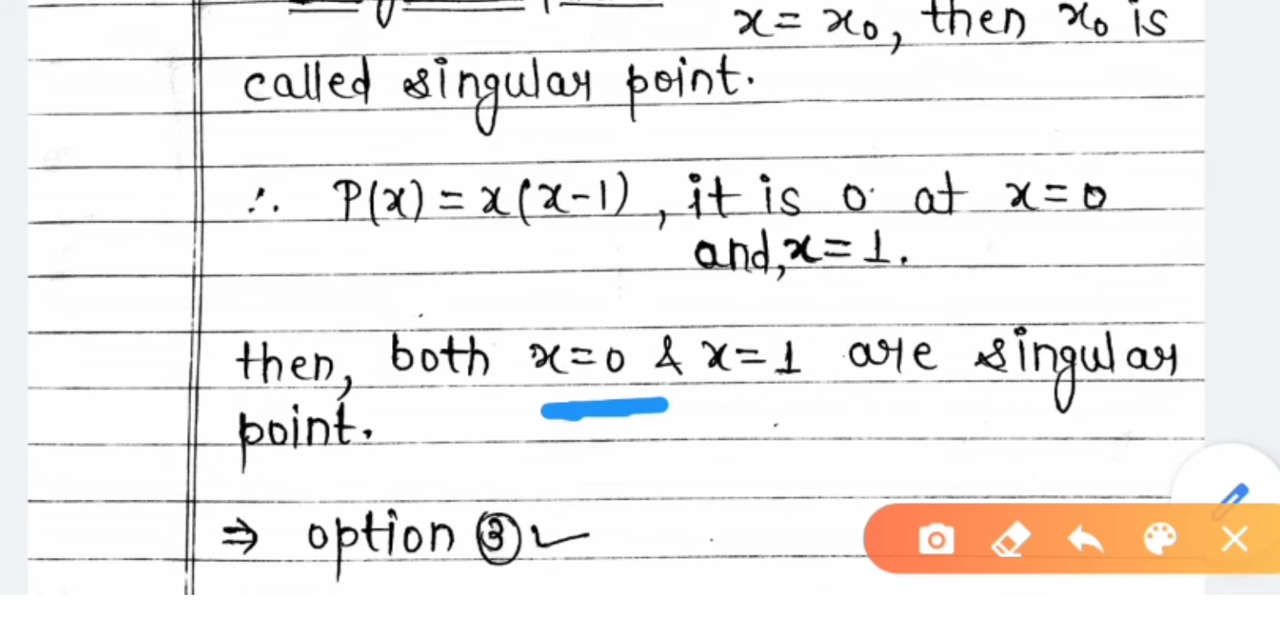 x = x₀, then x₀ is
called singular point.
∴ P(x) = x(x-1), it is 0 at x=0
and, x=1.
then, both x=0 & x=1 are singular
point.
⇒ option ③ ✓